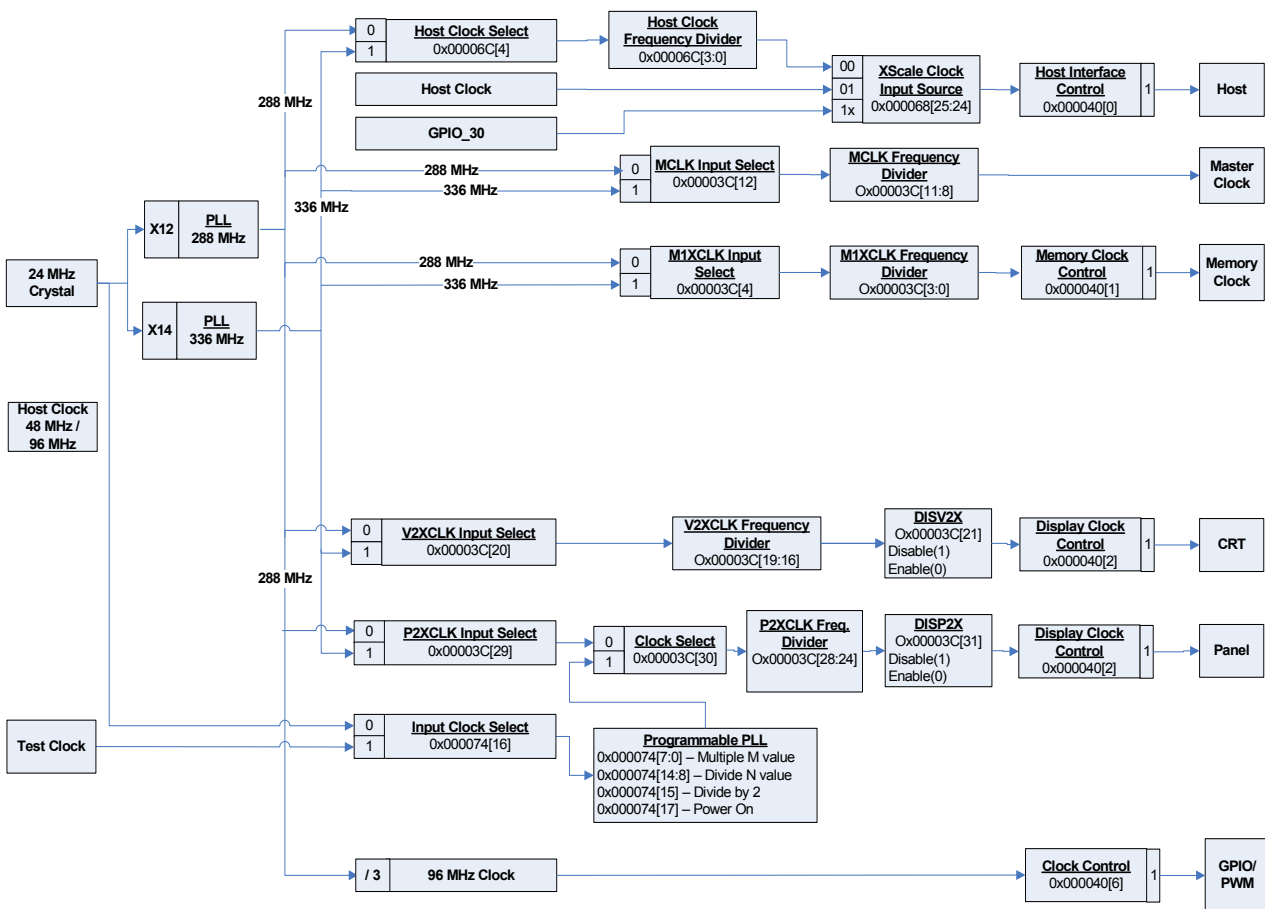 0
1
Host Clock Select
0x00006C[4]
Host Clock
Frequency Divider
0x00006C[3:0]
288 MHz
Host Clock
GPIO_30
00
01
1x
XScale Clock
Input Source
0x000068[25:24]
Host Interface
Control
0x000040[0]
1
Host
288 MHz
336 MHz
0
1
MCLK Input Select
0x00003C[12]
MCLK Frequency
Divider
Ox00003C[11:8]
Master
Clock
336 MHz
X12
PLL
288 MHz
24 MHz
Crystal
288 MHz
336 MHz
0
1
M1XCLK Input
Select
0x00003C[4]
M1XCLK Frequency
Divider
Ox00003C[3:0]
Memory Clock
Control
0x000040[1]
1
Memory
Clock
X14
PLL
336 MHz
Host Clock
48 MHz /
96 MHz
0
1
V2XCLK Input Select
0x00003C[20]
V2XCLK Frequency
Divider
Ox00003C[19:16]
DISV2X
Ox00003C[21]
Disable(1)
Enable(0)
Display Clock
Control
0x000040[2]
1
CRT
288 MHz
0
1
P2XCLK Input Select
0x00003C[29]
0
1
Clock Select
0x00003C[30]
P2XCLK Freq.
Divider
Ox00003C[28:24]
DISP2X
Ox00003C[31]
Disable(1)
Enable(0)
Display Clock
Control
0x000040[2]
1
Panel
Test Clock
0
1
Input Clock Select
0x000074[16]
Programmable PLL
0x000074[7:0] – Multiple M value
0x000074[14:8] – Divide N value
0x000074[15] – Divide by 2
0x000074[17] – Power On
/ 3
96 MHz Clock
Clock Control
0x000040[6]
1
GPIO/
PWM